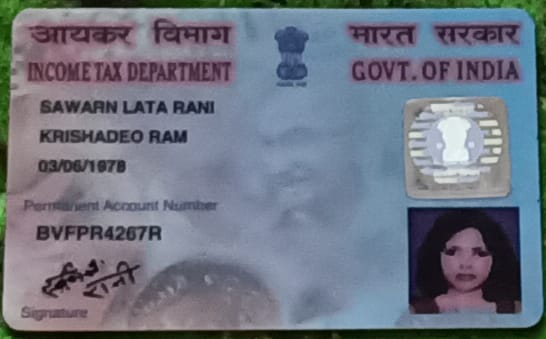 आयकर विभाग
भारत सरकार
INCOME TAX DEPARTMENT
GOVT. OF INDIA
SAWARN LATA RANI
KRISHADEO RAM
03/06/1978
Permanent Account Number
BVFPR4267R
रानी
Signature